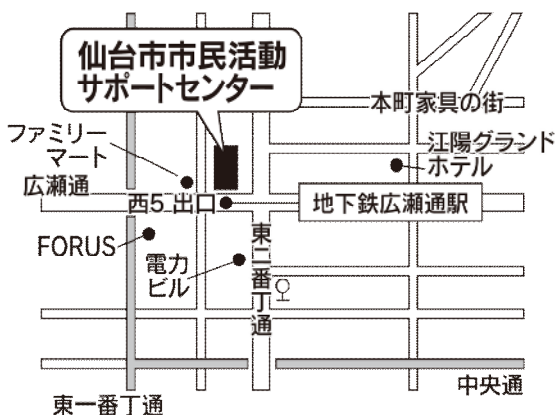 仙台市市民活動
サポートセンター
本町家具の街
ファミリー
マート
江陽グランド
ホテル
広瀬通
西5 出口
地下鉄広瀬通駅
FORUS
電力
ビル
東二番丁通
中央通
東一番丁通